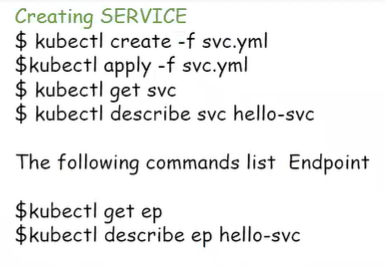 Creating SERVICE
$ kubectl create -f svc.yml
$kubectl apply -f svc.yml
$ kubectl get svc
$ kubectl describe svc hello-svc
The following commands list Endpoint
$kubectl get ep
$kubectl describe ep hello-svc